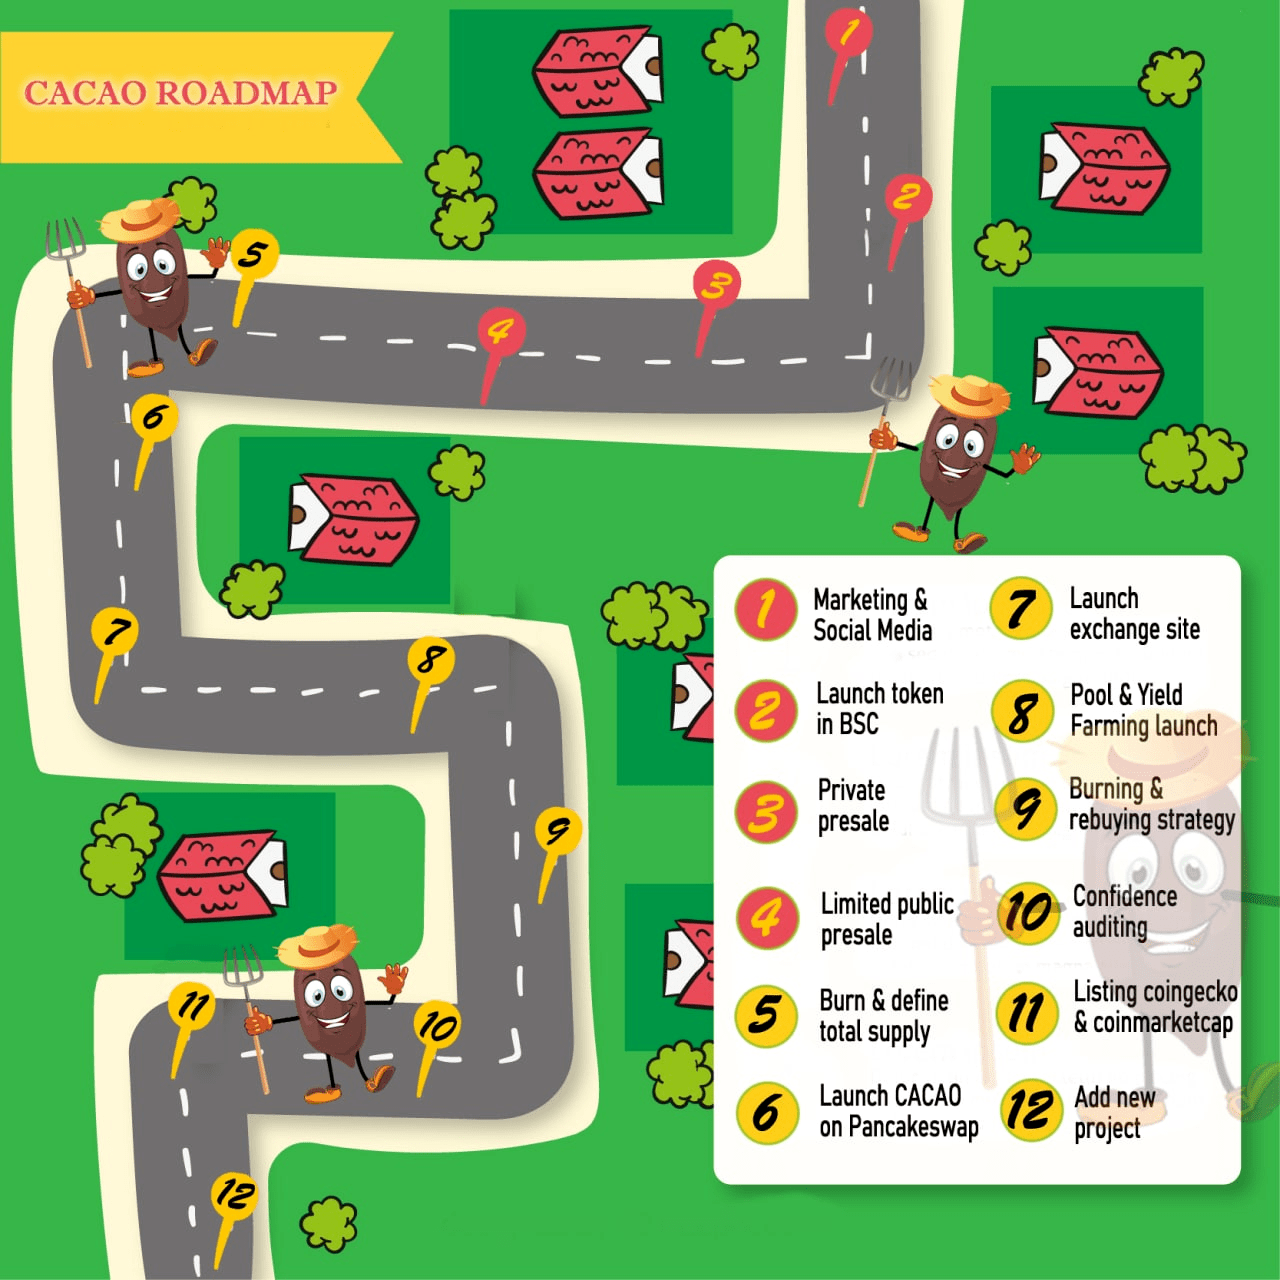 CACAO ROADMAP
1
2
3
4
5
6
7
8
9
10
11
12
1 Marketing &
Social Media
2 Launch token
in BSC
3 Private
presale
4 Limited public
presale
5 Burn & define
total supply
6 Launch CACAO
on Pancakeswap
7 Launch
exchange site
8 Pool & Yield
Farming launch
9 Burning &
rebuying strategy
10 Confidence
auditing
11 Listing coingecko
& coinmarketcap
12 Add new
project